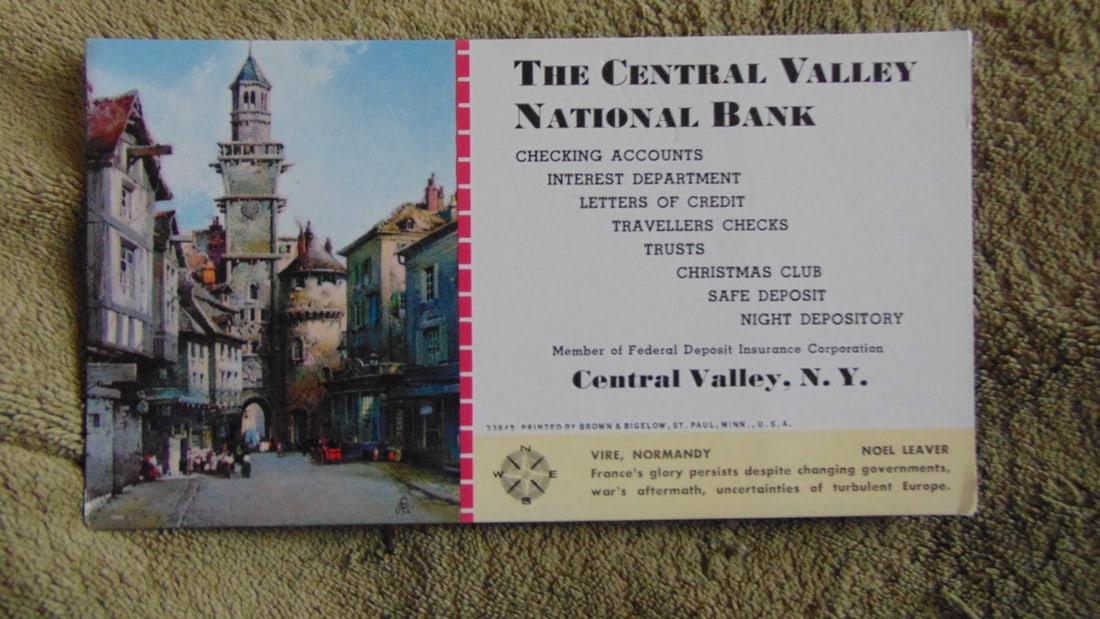 THE CENTRAL VALLEY
NATIONAL BANK
CHECKING ACCOUNTS
INTEREST DEPARTMENT
LETTERS OF CREDIT
TRAVELLERS CHECKS
TRUSTS
CHRISTMAS CLUB
SAFE DEPOSIT
NIGHT DEPOSITORY
Member of Federal Deposit Insurance Corporation
Central Valley, N. Y.
PRINTED BY BROWN & BIGELOW, ST. PAUL, MINN., U.S.A.
N
W E
S
VIRE, NORMANDY NOEL LEAVER
France's glory persists despite changing governments,
war's aftermath, uncertainties of turbulent Europe.